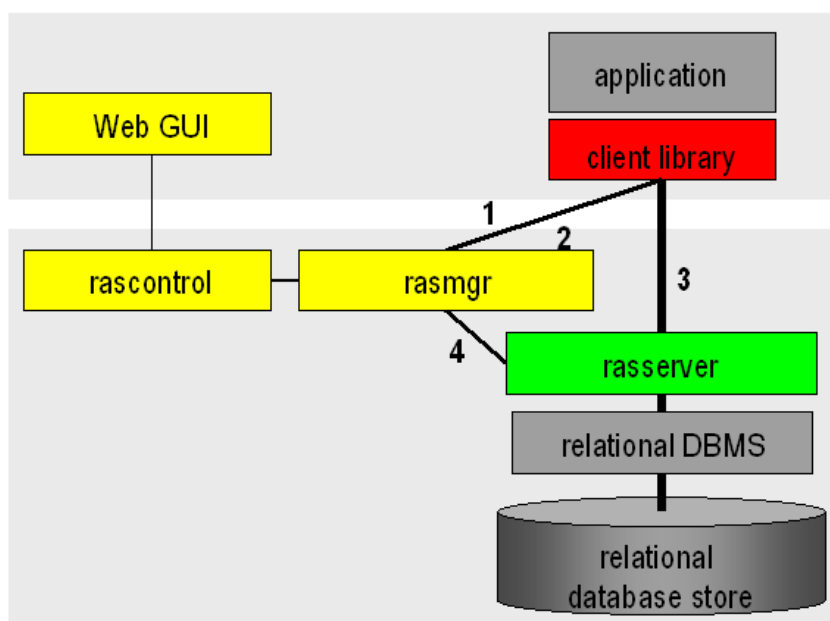 application
Web GUI
client library
1
2
rascontrol
rasmgr
3
4
rasserver
relational DBMS
relational
database store